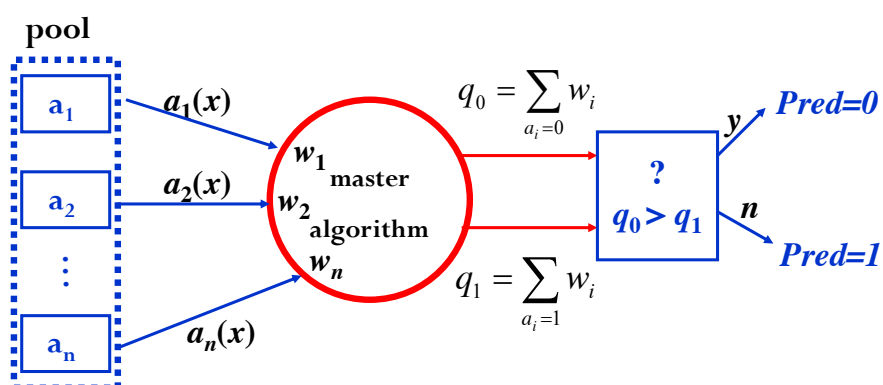 pool
a₁
a₂
⋮
aₙ
a₁(x)
a₂(x)
aₙ(x)
w₁
master
w₂
algorithm
wₙ
q₀ = ∑ wᵢ
aᵢ=0
q₁ = ∑ wᵢ
aᵢ=1
?
q₀ > q₁
y
Pred=0
n
Pred=1